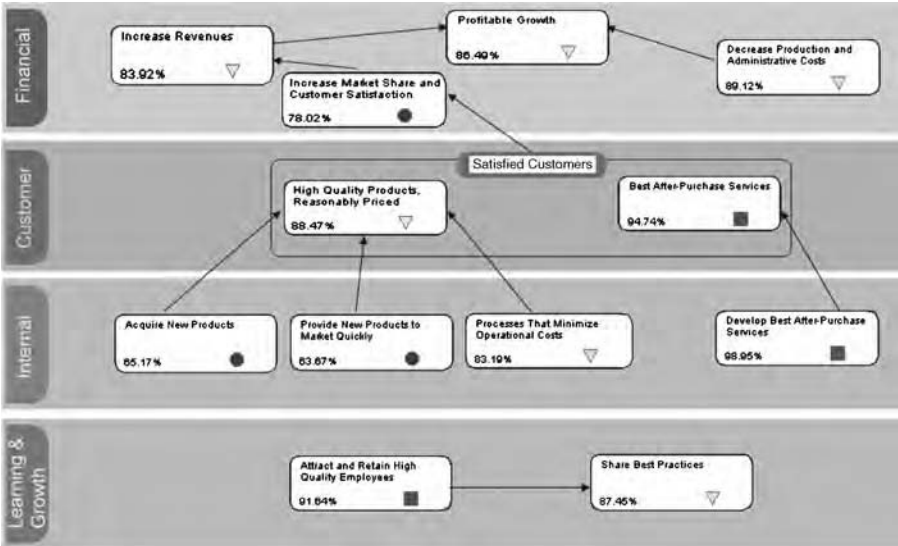 Financial
Increase Revenues
83.92%
Profitable Growth
86.49%
Decrease Production and
Administrative Costs
89.12%
Increase Market Share and
Customer Satisfaction
78.02%
Customer
Satisfied Customers
High Quality Products,
Reasonably Priced
88.47%
Best After-Purchase Services
94.74%
Internal
Acquire New Products
65.17%
Provide New Products to
Market Quickly
63.67%
Processes That Minimize
Operational Costs
83.19%
Develop Best After-Purchase
Services
98.95%
Learning &
Growth
Attract and Retain High
Quality Employees
91.64%
Share Best Practices
87.45%